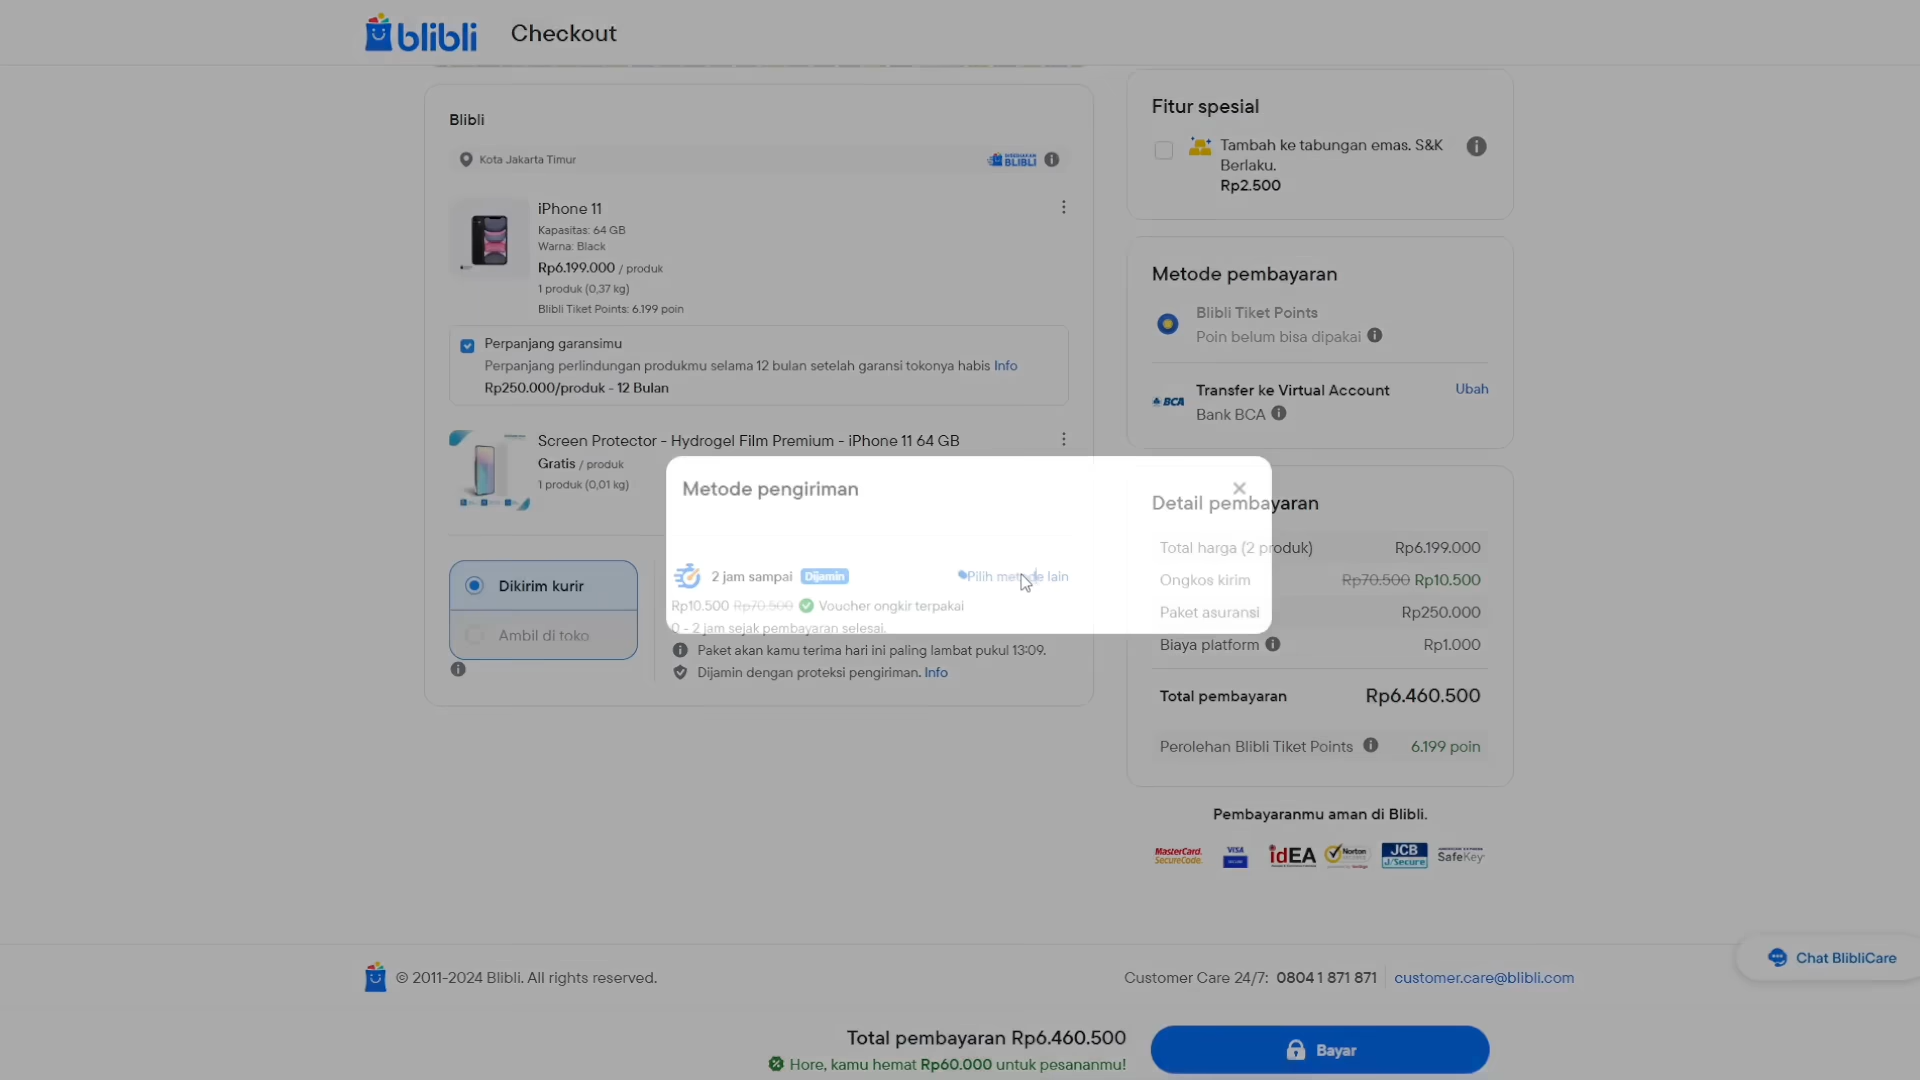 blibli Checkout
Blibli
Kota Jakarta Timur
BLIBLI
iPhone 11
Kapasitas: 64 GB
Warna: Black
Rp6.199.000 / produk
1 produk (0,37 kg)
Blibli Tiket Points: 6.199 poin
Perpanjang garansimu
Perpanjang perlindungan produkmu selama 12 bulan setelah garansi tokonya habis Info
Rp250.000/produk - 12 Bulan
Screen Protector - Hydrogel Film Premium - iPhone 11 64 GB
Gratis / produk
1 produk (0,01 kg)
Metode pengiriman
Dikirim kurir
Ambil di toko
2 jam sampai Dijamin Pilih metode lain
Rp10.500 Rp70.500 Voucher ongkir terpakai
0 - 2 jam sejak pembayaran selesai.
Paket akan kamu terima hari ini paling lambat pukul 13:09.
Dijamin dengan proteksi pengiriman. Info
Fitur spesial
Tambah ke tabungan emas. S&K
Berlaku.
Rp2.500
Metode pembayaran
Blibli Tiket Points
Poin belum bisa dipakai
BCA Transfer ke Virtual Account Ubah
Bank BCA
Detail pembayaran
Total harga (2 produk) Rp6.199.000
Ongkos kirim Rp70.500 Rp10.500
Paket asuransi Rp250.000
Biaya platform Rp1.000
Total pembayaran Rp6.460.500
Perolehan Blibli Tiket Points 6.199 poin
Pembayaranmu aman di Blibli.
MasterCard. SecureCode. VISA idEA Norton JCB J/Secure SafeKey
Chat BlibliCare
© 2011-2024 Blibli. All rights reserved.
Customer Care 24/7: 0804 1 871 871 customer.care@blibli.com
Total pembayaran Rp6.460.500
Hore, kamu hemat Rp60.000 untuk pesananmu!
Bayar